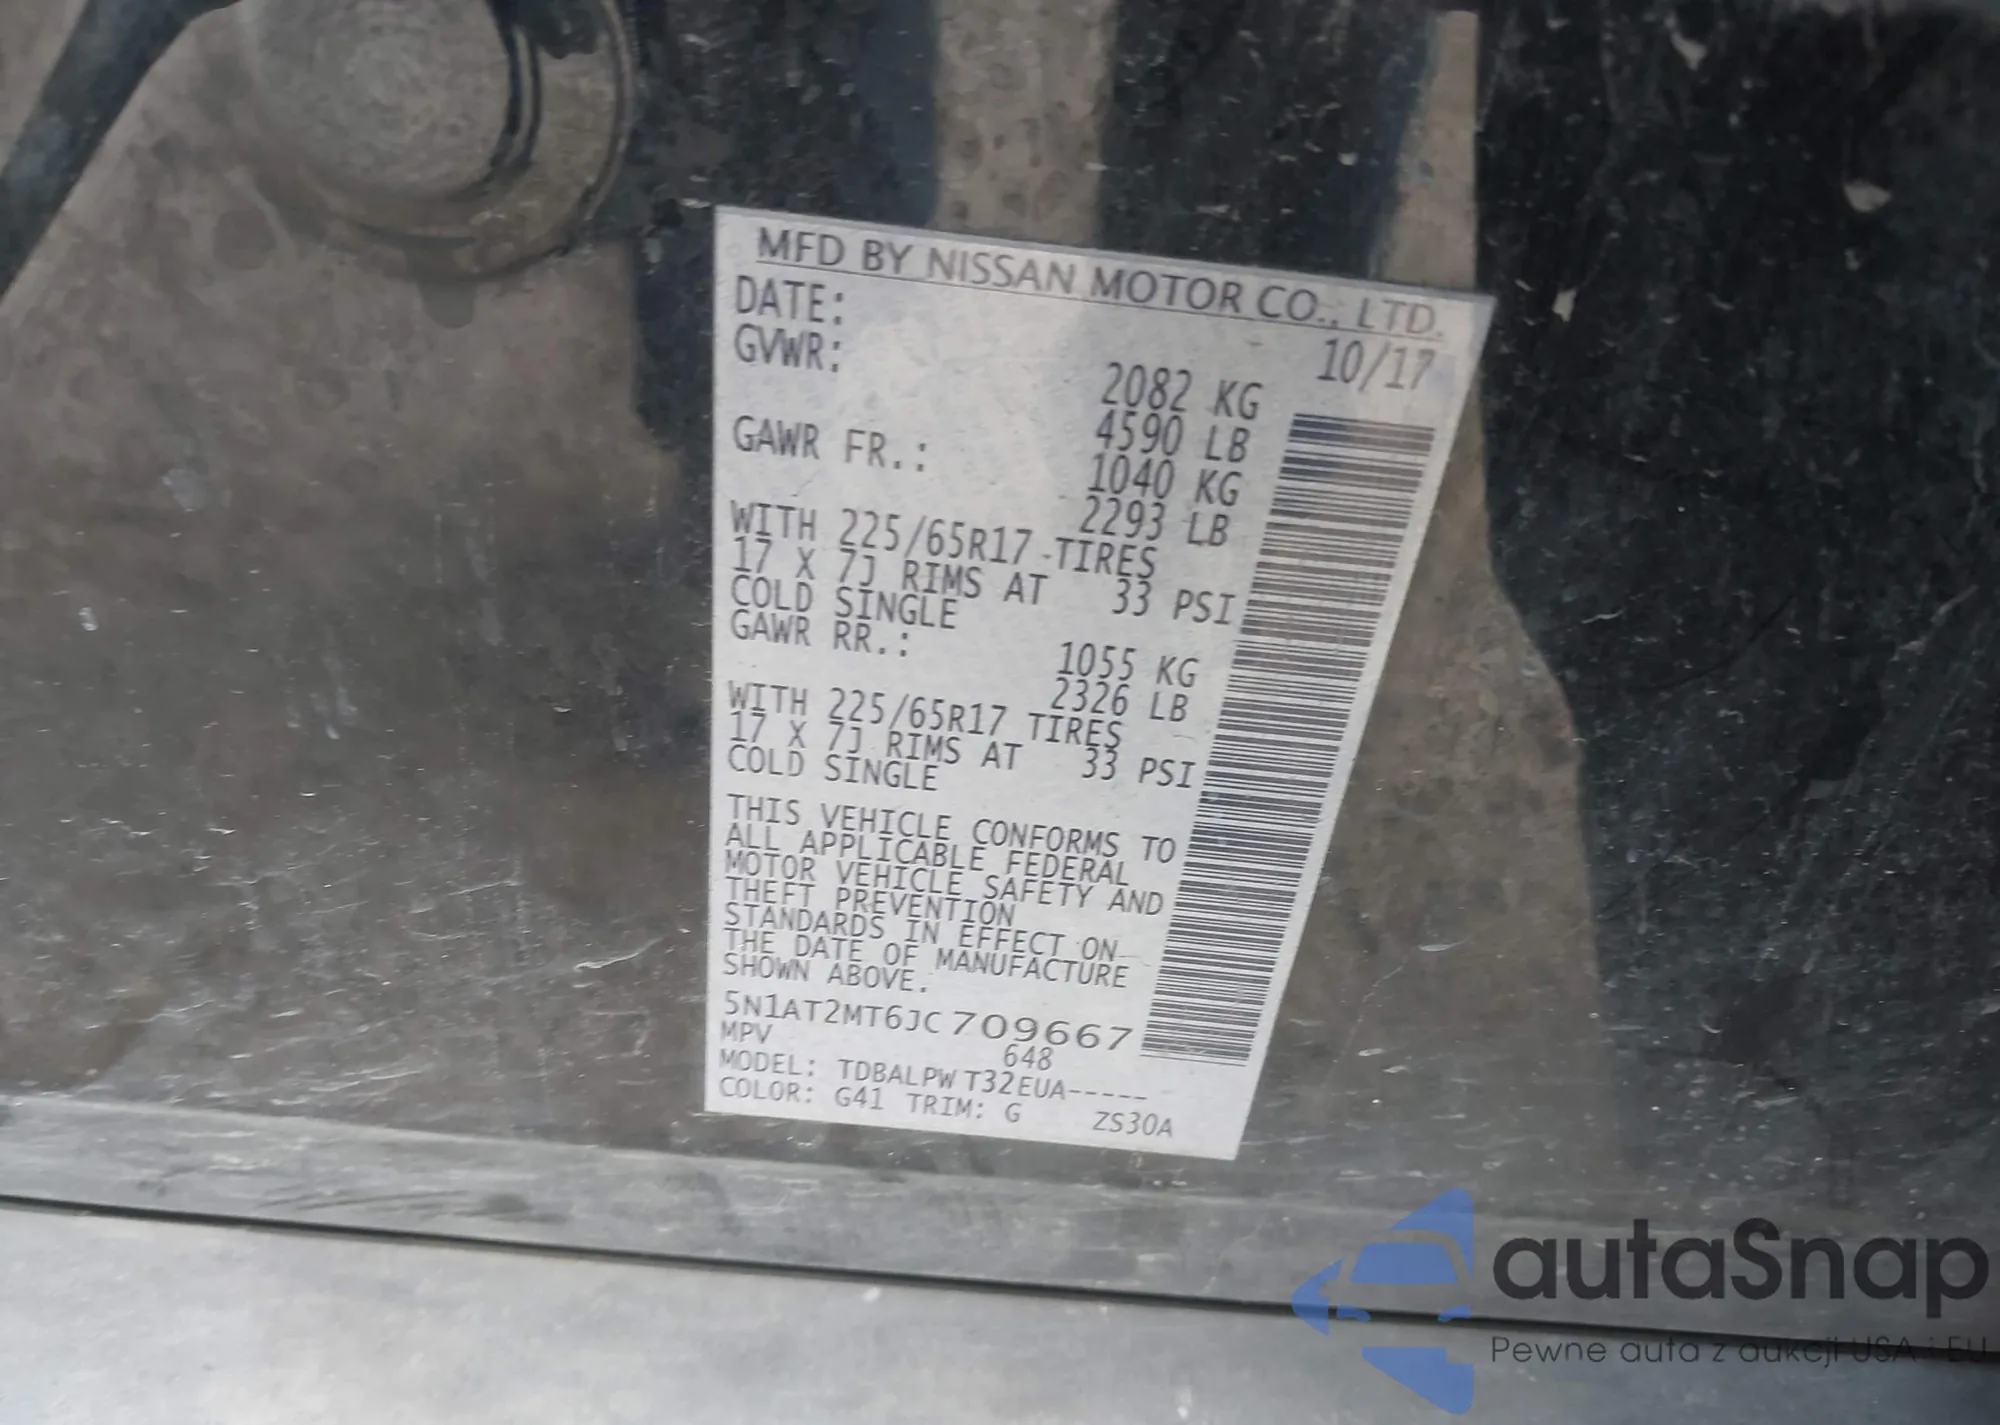 MFD BY NISSAN MOTOR CO., LTD.
DATE: 10/17
GVWR: 2082 KG
4590 LB
GAWR FR.: 1040 KG
2293 LB
WITH 225/65R17 TIRES
17 X 7J RIMS AT 33 PSI
COLD SINGLE
GAWR RR.: 1055 KG
2326 LB
WITH 225/65R17 TIRES
17 X 7J RIMS AT 33 PSI
COLD SINGLE
THIS VEHICLE CONFORMS TO
ALL APPLICABLE FEDERAL
MOTOR VEHICLE SAFETY AND
THEFT PREVENTION
STANDARDS IN EFFECT ON
THE DATE OF MANUFACTURE
SHOWN ABOVE.
5N1AT2MT6JC709667
MPV 648
MODEL: TDBALPW T32EUA-----
COLOR: G41 TRIM: G ZS30A
autaSnap
Pewne auta z aukcji USA i EU